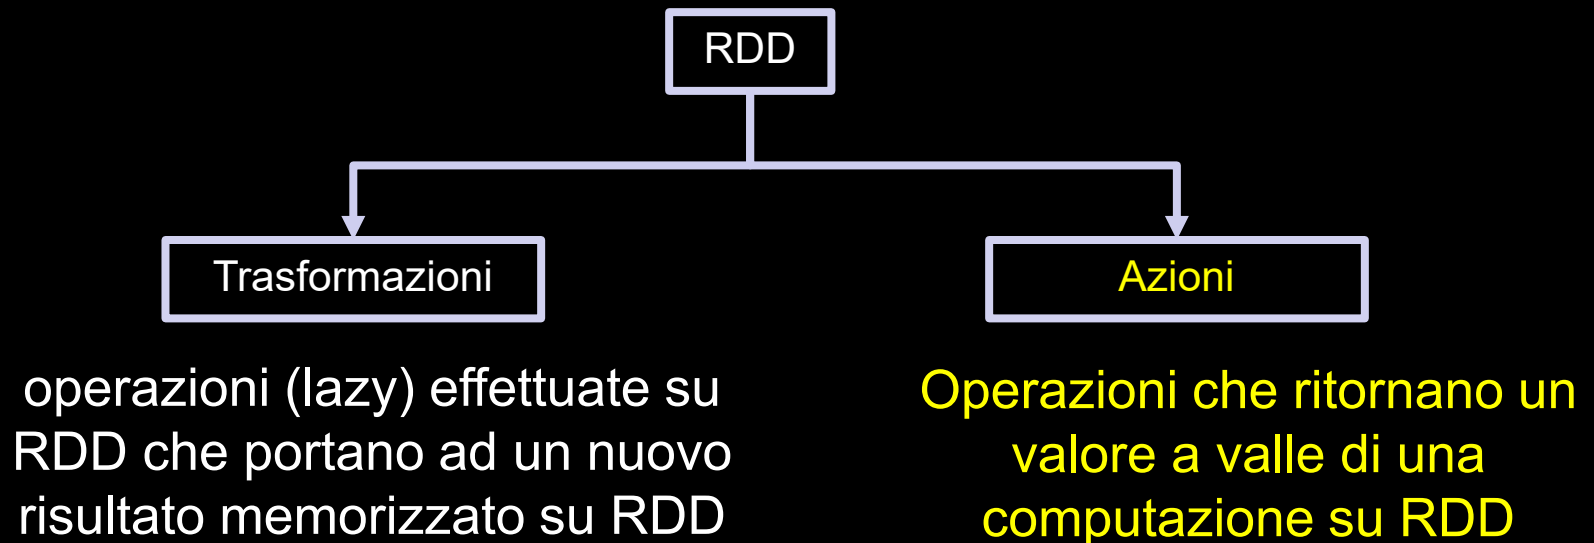 RDD
Trasformazioni
Azioni
operazioni (lazy) effettuate su
RDD che portano ad un nuovo
risultato memorizzato su RDD
Operazioni che ritornano un
valore a valle di una
computazione su RDD